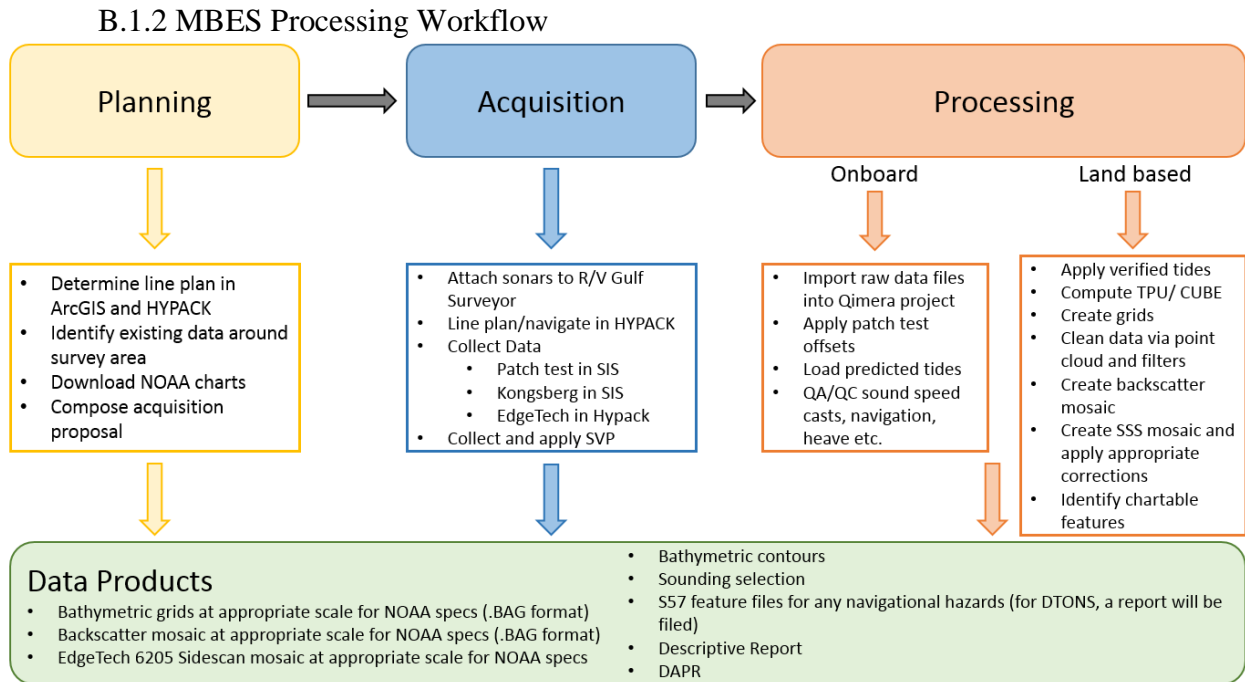 B.1.2 MBES Processing Workflow
Planning
Acquisition
Processing
Onboard
Land based
• Determine line plan in
ArcGIS and HYPACK
• Identify existing data around
survey area
• Download NOAA charts
• Compose acquisition
proposal
• Attach sonars to R/V Gulf
Surveyor
• Line plan/navigate in HYPACK
• Collect Data
• Patch test in SIS
• Kongsberg in SIS
• EdgeTech in Hypack
• Collect and apply SVP
• Import raw data files
into Qimera project
• Apply patch test
offsets
• Load predicted tides
• QA/QC sound speed
casts, navigation,
heave etc.
• Apply verified tides
• Compute TPU/ CUBE
• Create grids
• Clean data via point
cloud and filters
• Create backscatter
mosaic
• Create SSS mosaic and
apply appropriate
corrections
• Identify chartable
features
Data Products
• Bathymetric grids at appropriate scale for NOAA specs (.BAG format)
• Backscatter mosaic at appropriate scale for NOAA specs (.BAG format)
• EdgeTech 6205 Sidescan mosaic at appropriate scale for NOAA specs
• Bathymetric contours
• Sounding selection
• S57 feature files for any navigational hazards (for DTONS, a report will be
filed)
• Descriptive Report
• DAPR